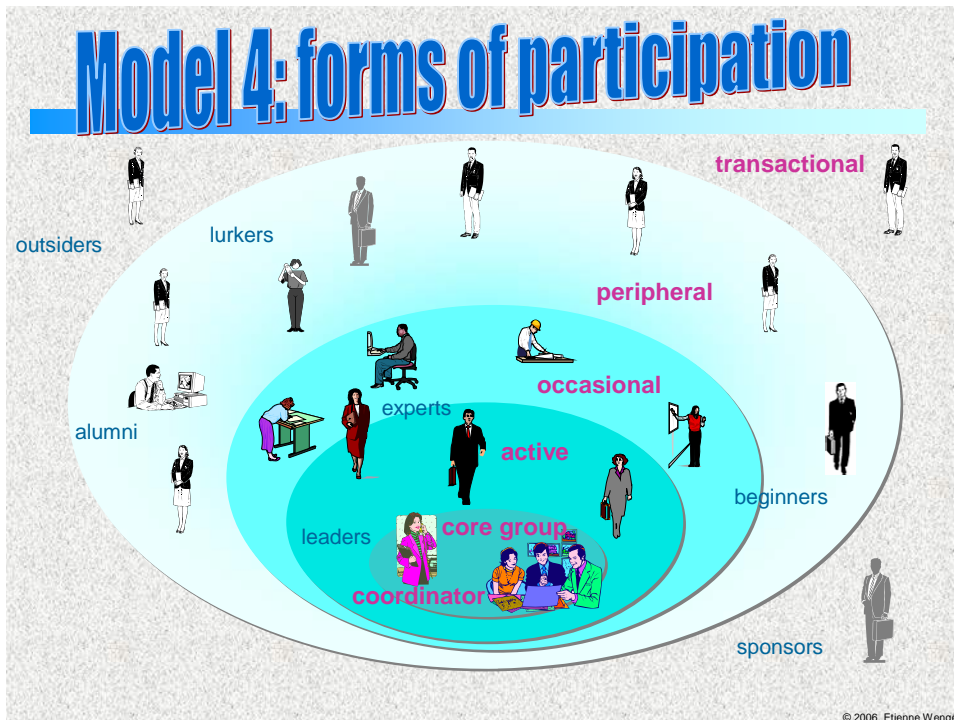 Model 4: forms of participation
transactional
outsiders
lurkers
peripheral
occasional
experts
alumni
active
beginners
leaders
core group
coordinator
sponsors
© 2006 Etienne